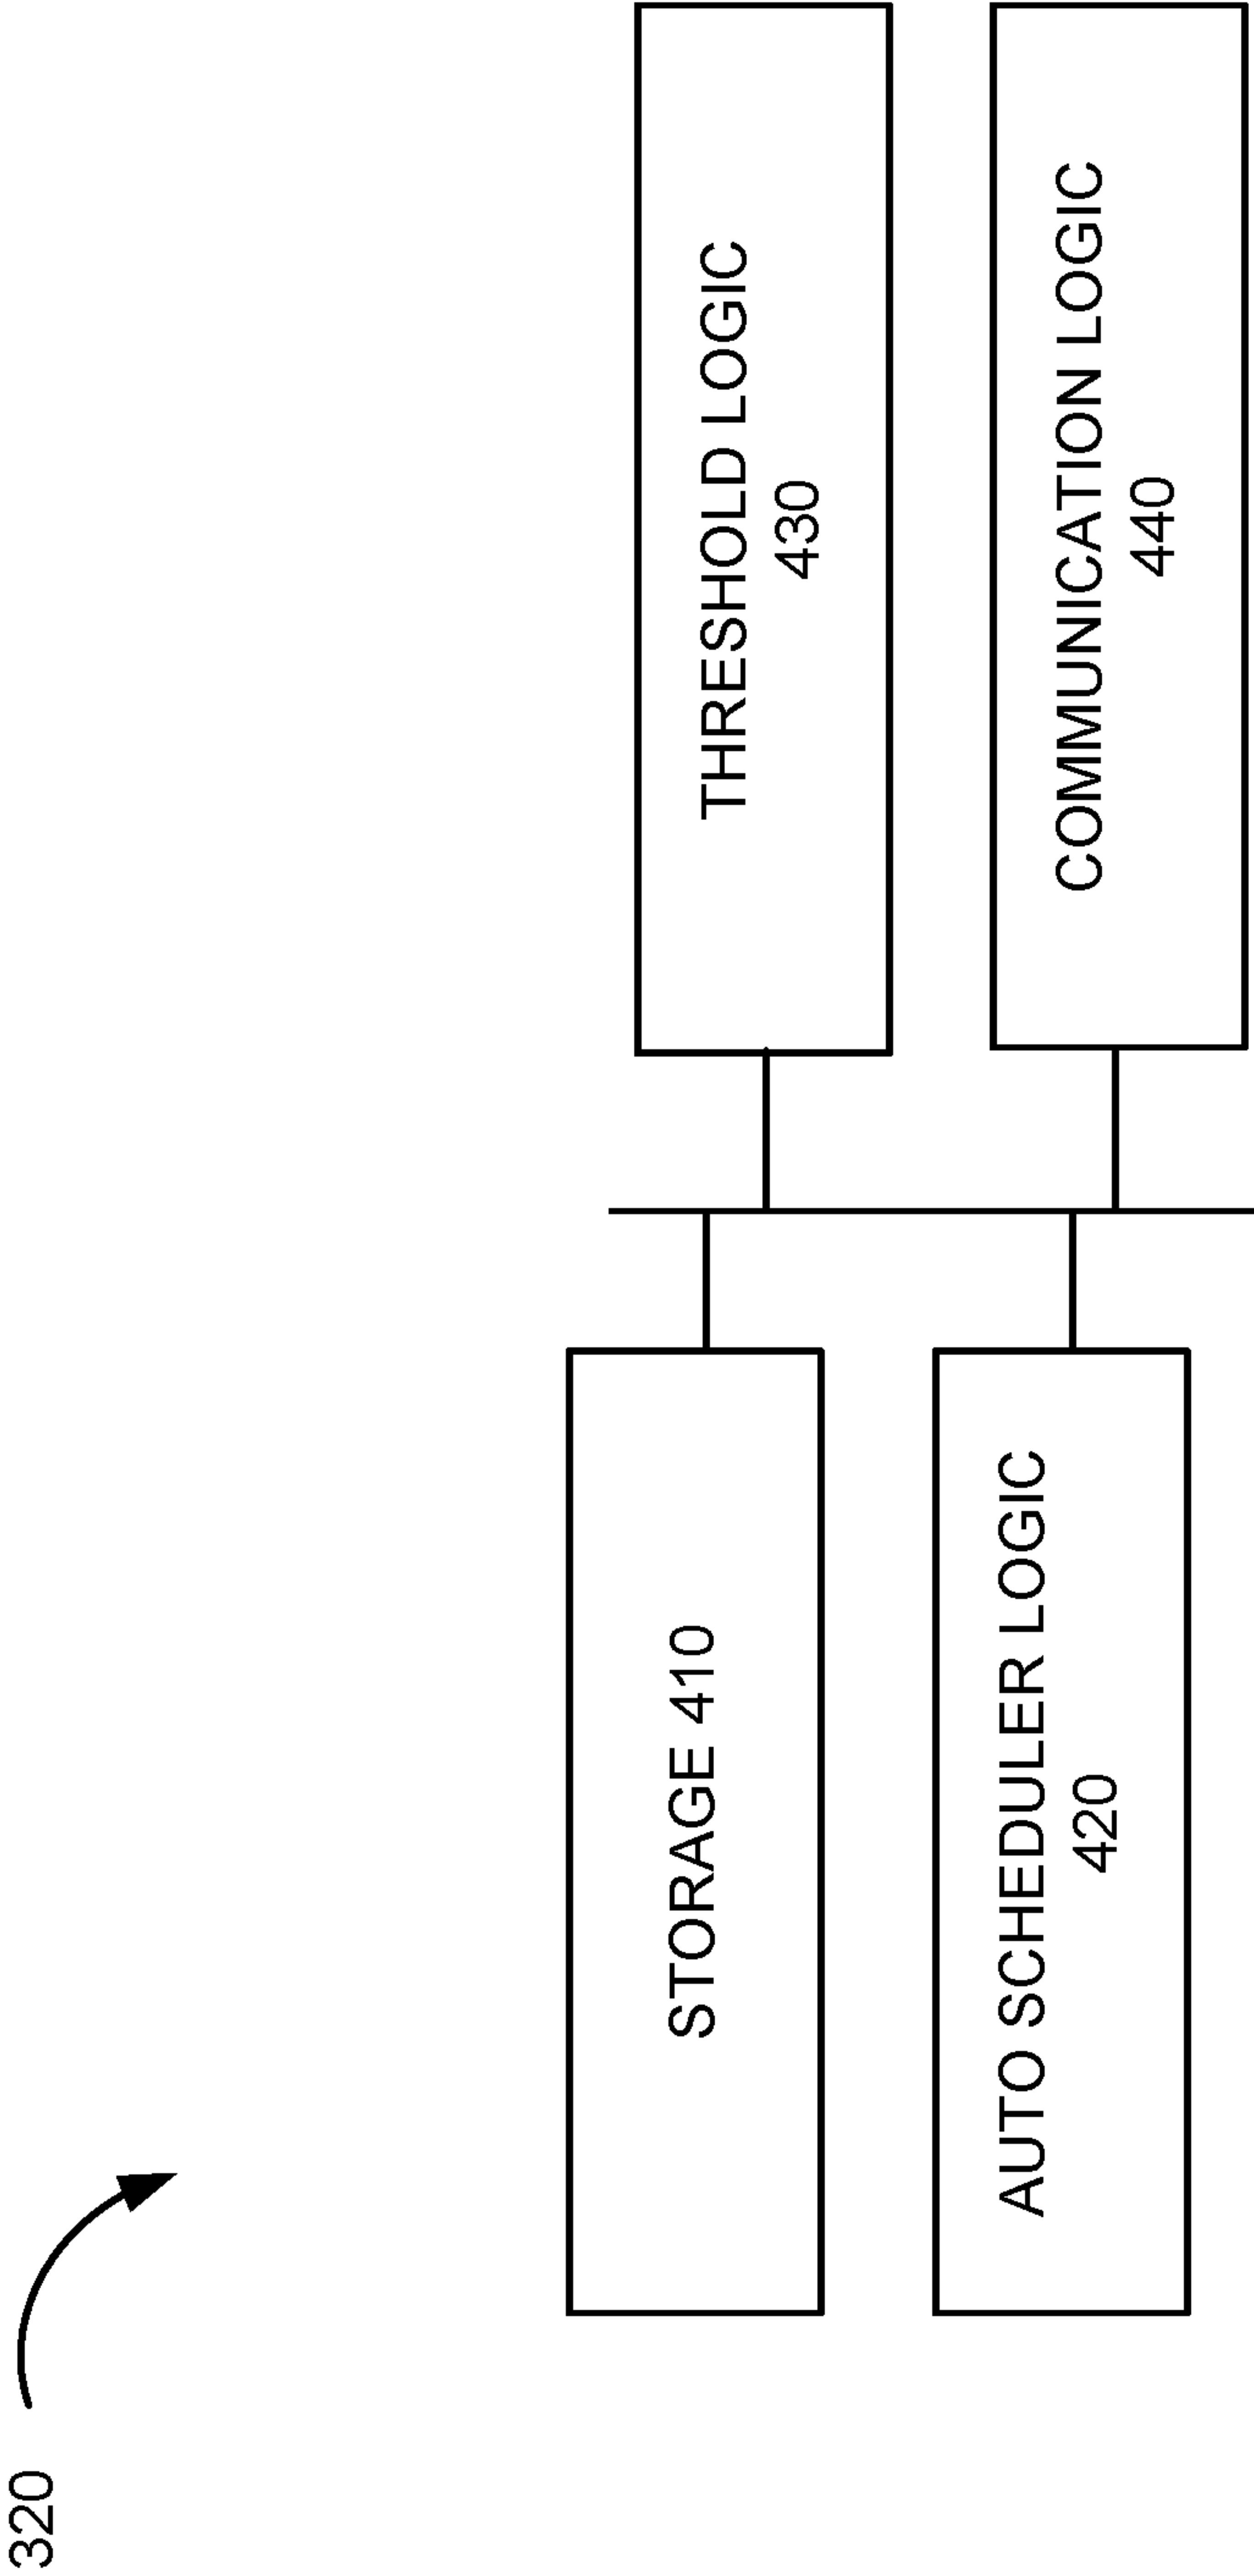 320
STORAGE 410
THRESHOLD LOGIC
430
AUTO SCHEDULER LOGIC
420
COMMUNICATION LOGIC
440